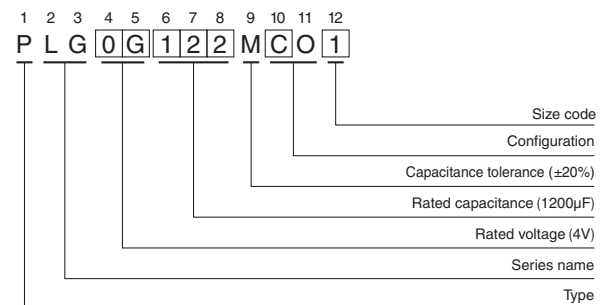 1 2 3 4 5 6 7 8 9 10 11 12
P L G 0 G 1 2 2 M C O 1
Size code
Configuration
Capacitance tolerance (±20%)
Rated capacitance (1200µF)
Rated voltage (4V)
Series name
Type